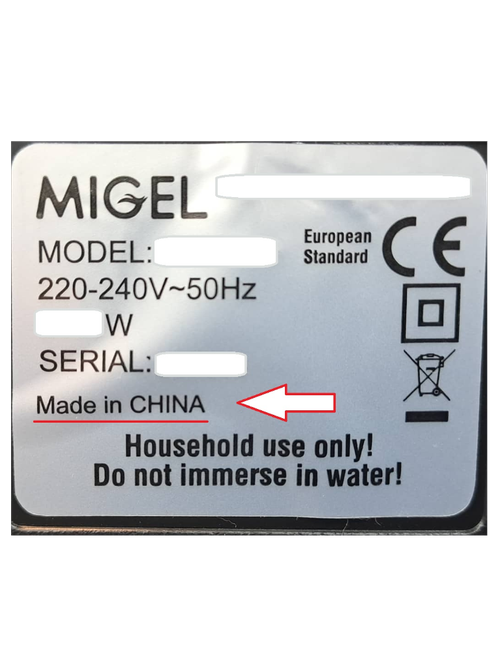 MIGEL
MODEL:
European
Standard
CE
220-240V~50Hz
W
SERIAL:
Made in CHINA
Household use only!
Do not immerse in water!